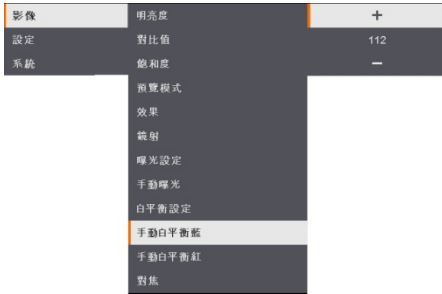 影像
設定
系統
明亮度
對比值
飽和度
預覽模式
效果
鏡射
曝光設定
手動曝光
白平衡設定
手動白平衡藍
手動白平衡紅
對焦
+
112
−